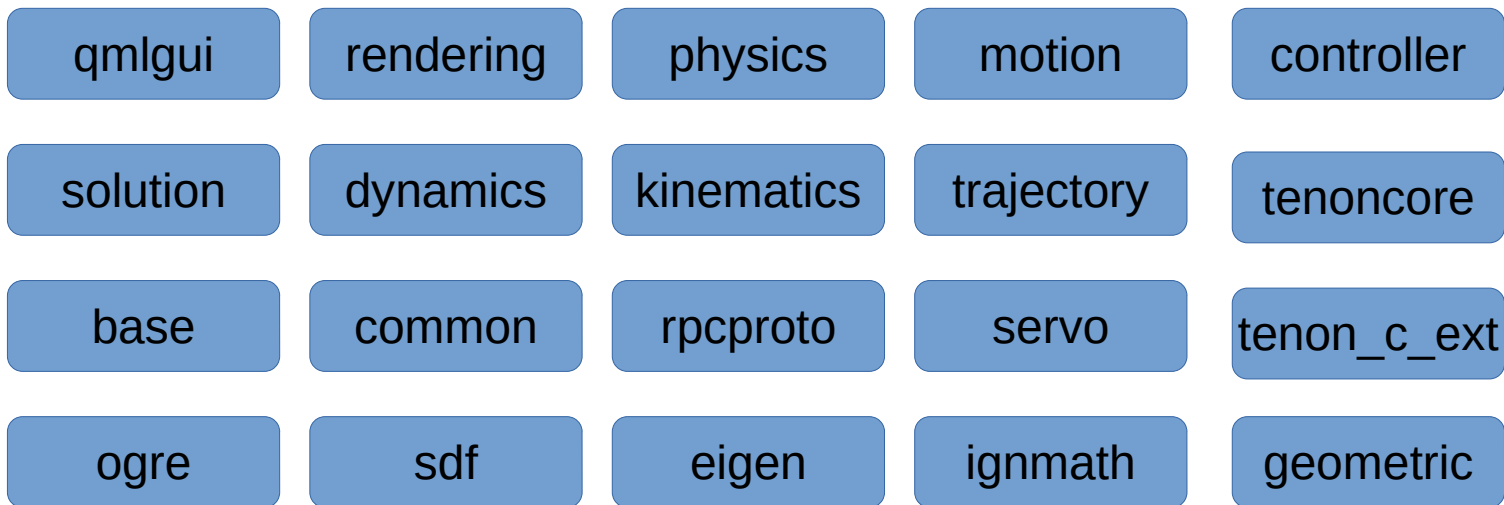 qmlgui rendering physics motion controller
solution dynamics kinematics trajectory tenoncore
base common rpcproto servo tenon_c_ext
ogre sdf eigen ignmath geometric